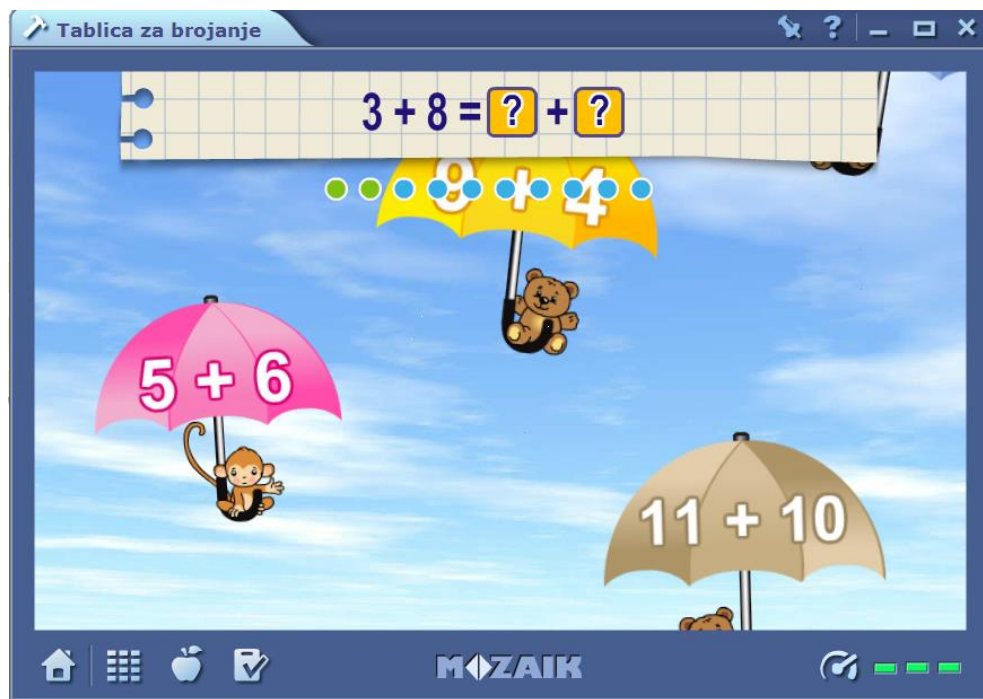 Tablica za brojanje
3 + 8 = ? + ?
9 + 4
5 + 6
11 + 10
MOZAIK